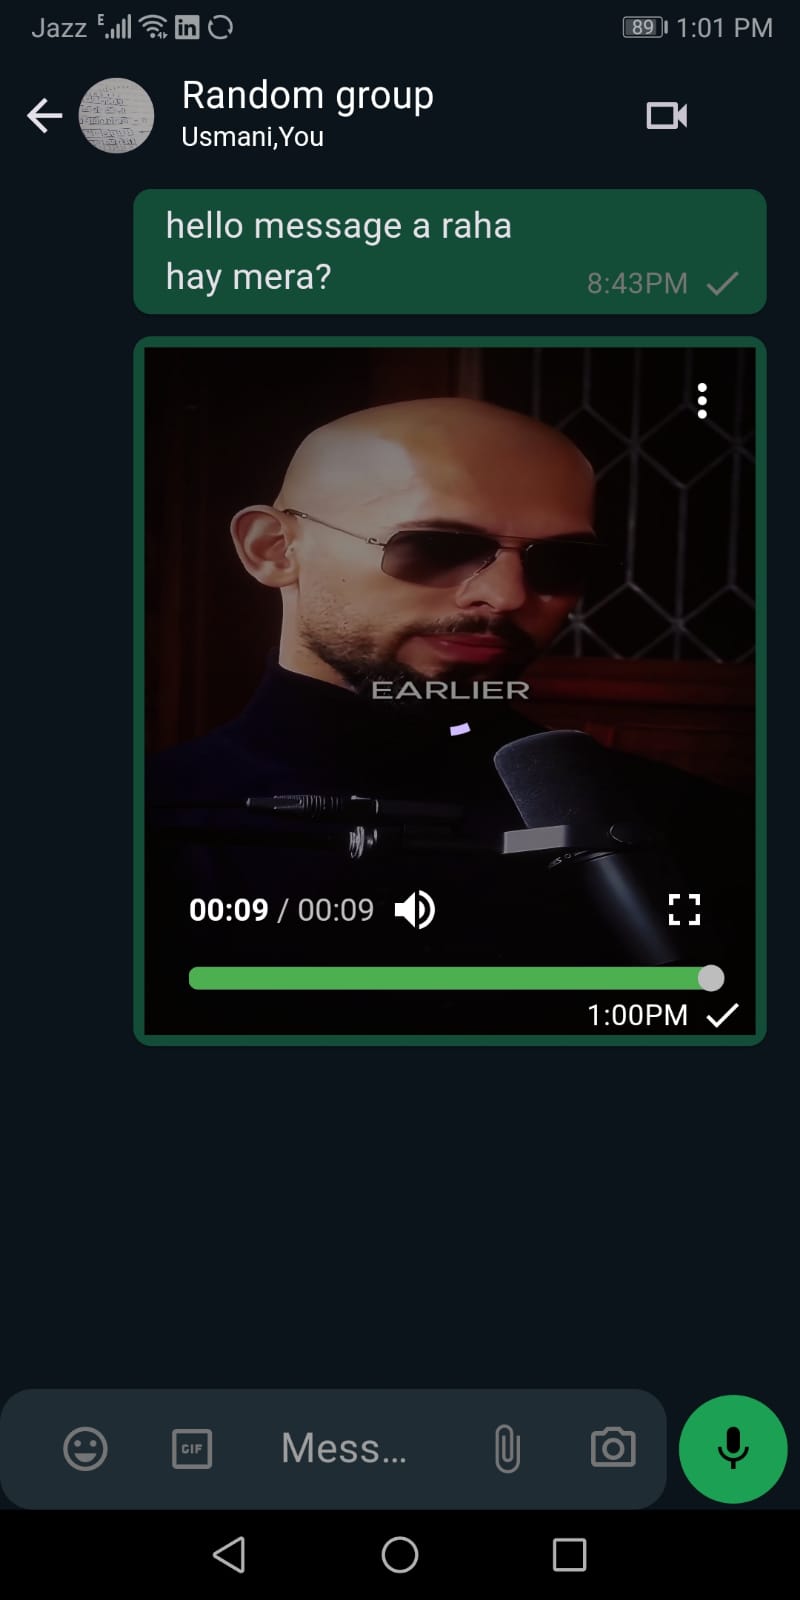 Jazz E 89 1:01 PM
Random group
Usmani,You
hello message a raha
hay mera?
8:43PM
EARLIER
00:09 / 00:09
1:00PM
GIF Mess...